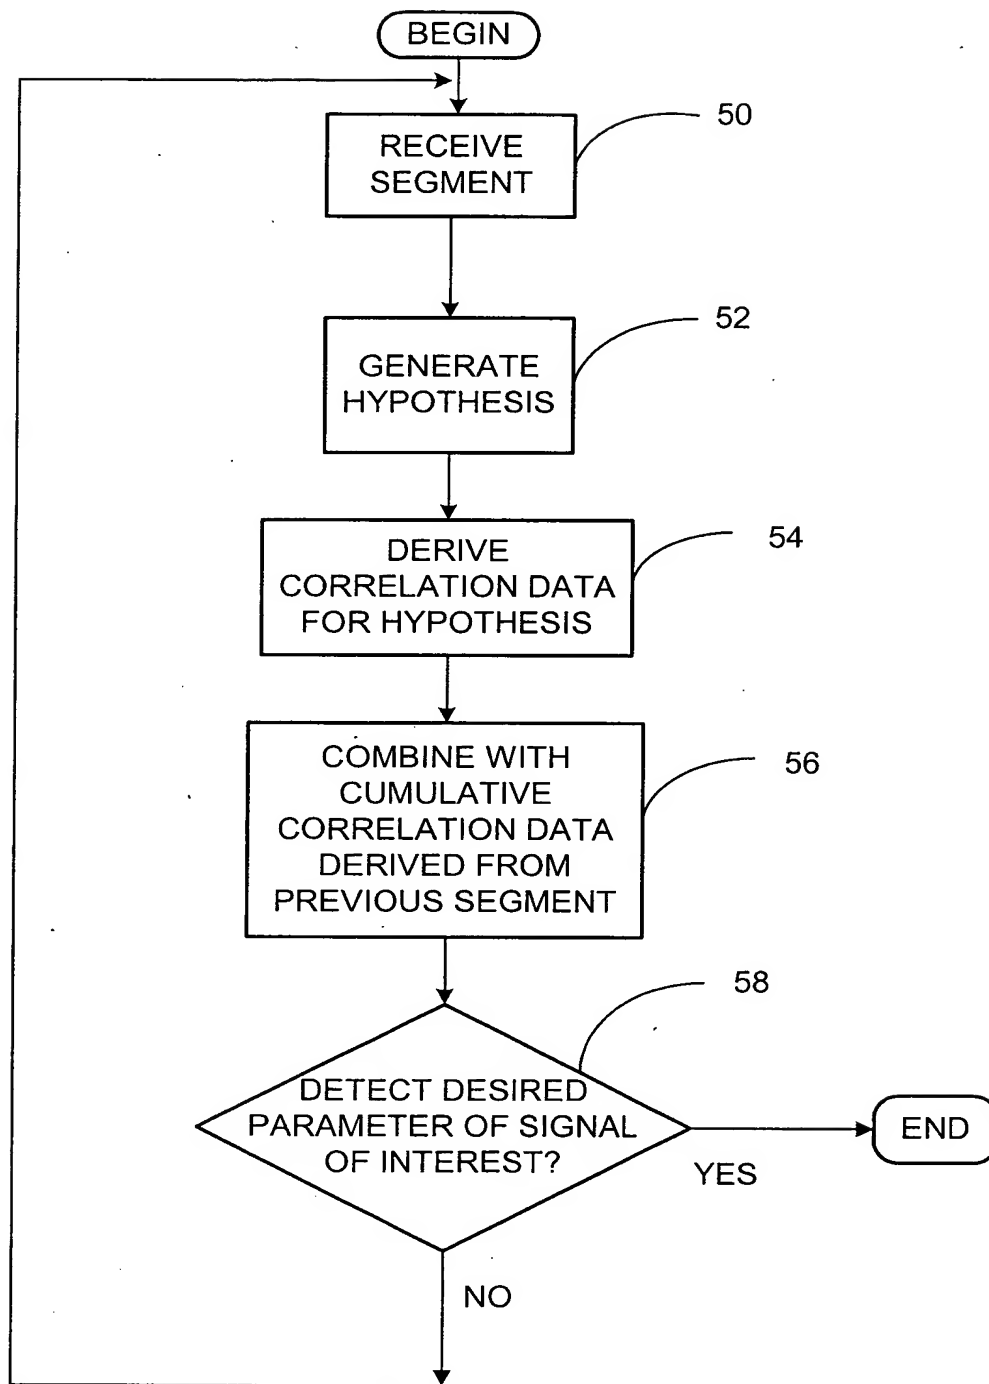 BEGIN
50
RECEIVE
SEGMENT
52
GENERATE
HYPOTHESIS
54
DERIVE
CORRELATION DATA
FOR HYPOTHESIS
56
COMBINE WITH
CUMULATIVE
CORRELATION DATA
DERIVED FROM
PREVIOUS SEGMENT
58
DETECT DESIRED
PARAMETER OF SIGNAL
OF INTEREST?
END
YES
NO